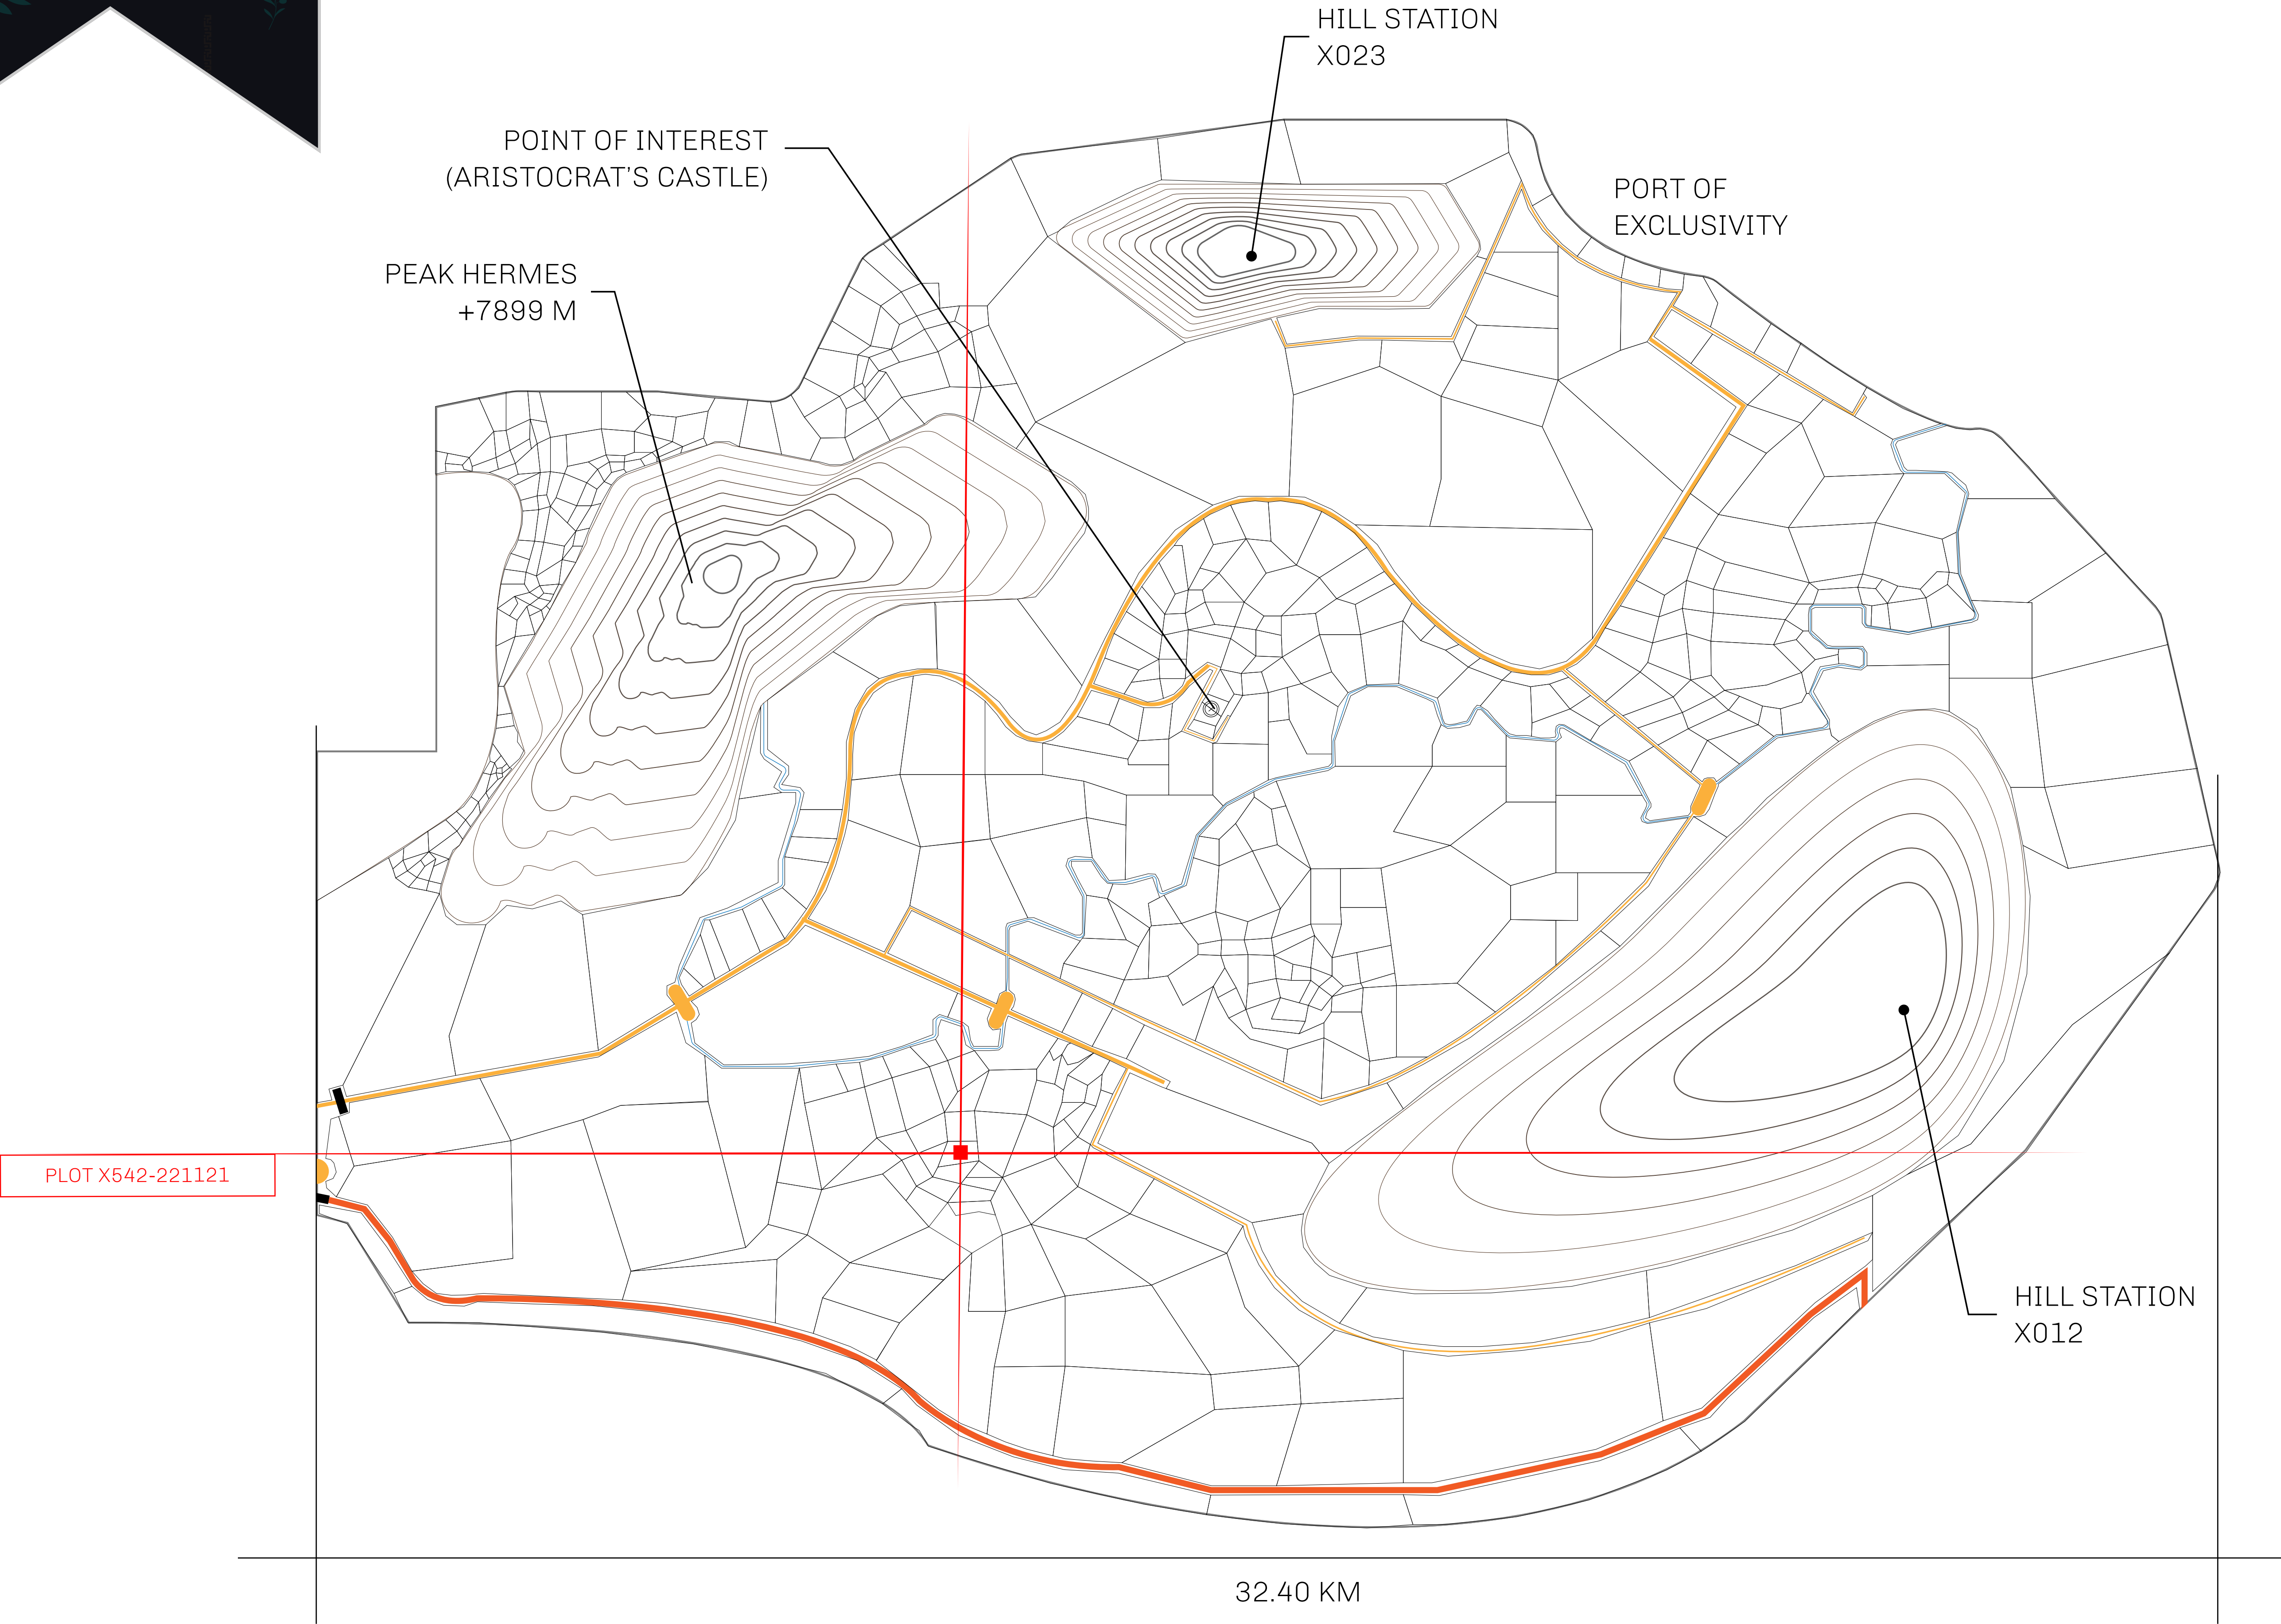 HILL STATION
X023
POINT OF INTEREST
(ARISTOCRAT'S CASTLE)
PORT OF
EXCLUSIVITY
PEAK HERMES
+7899 M
PLOT X542-221121
HILL STATION
X012
32.40 KM